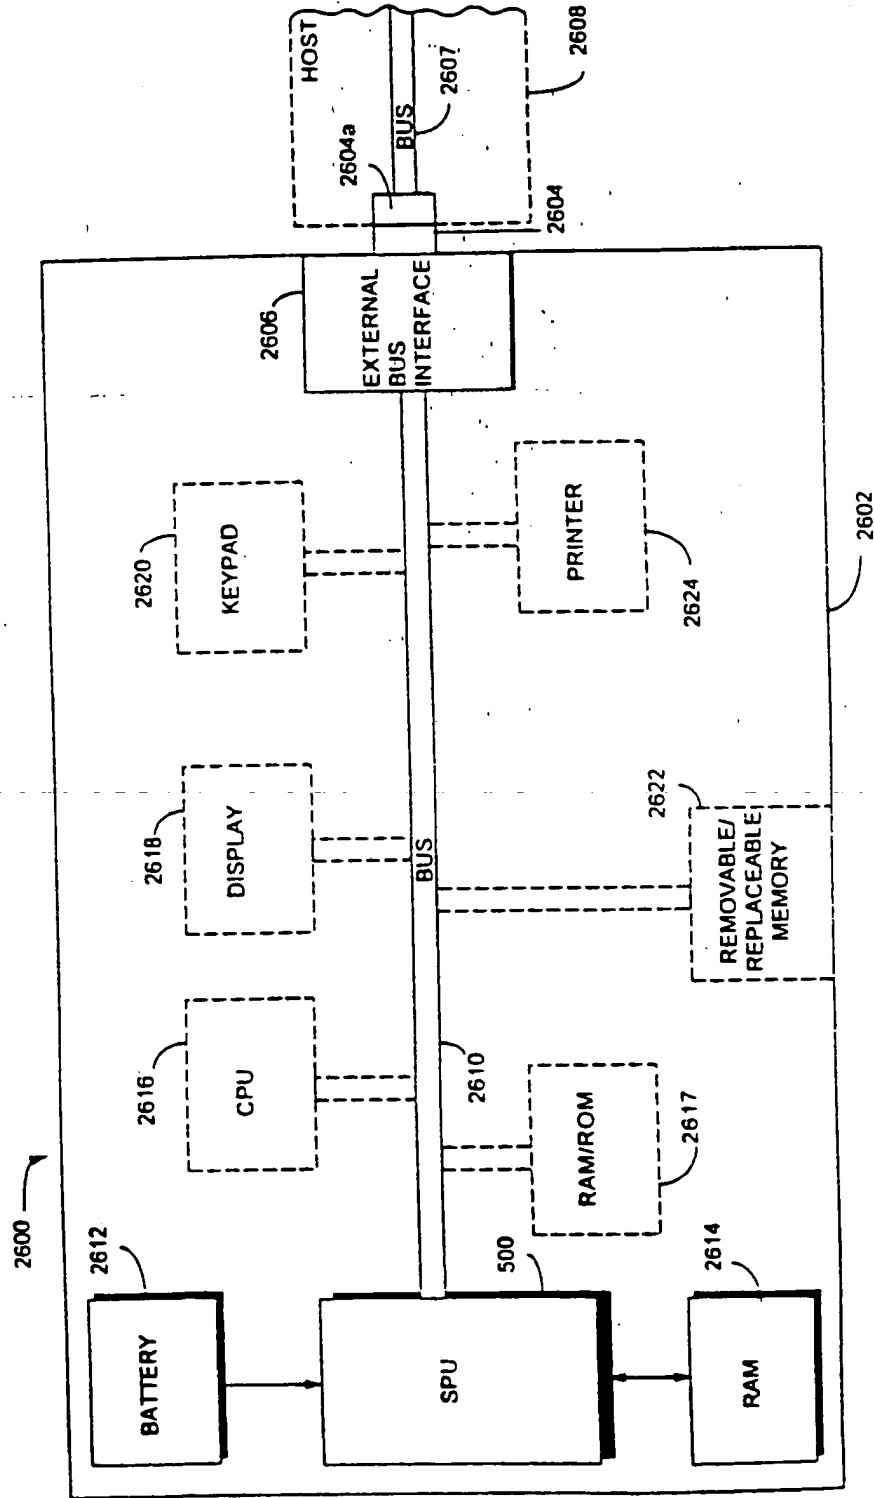 2600
BATTERY
2612
SPU
500
RAM
2614
CPU
2616
RAM/ROM
2617
BUS
2610
DISPLAY
2618
REMOVABLE/
REPLACEABLE
MEMORY
2622
KEYPAD
2620
PRINTER
2624
2602
EXTERNAL
BUS
INTERFACE
2606
2604
2604a
HOST
BUS
2607
2608